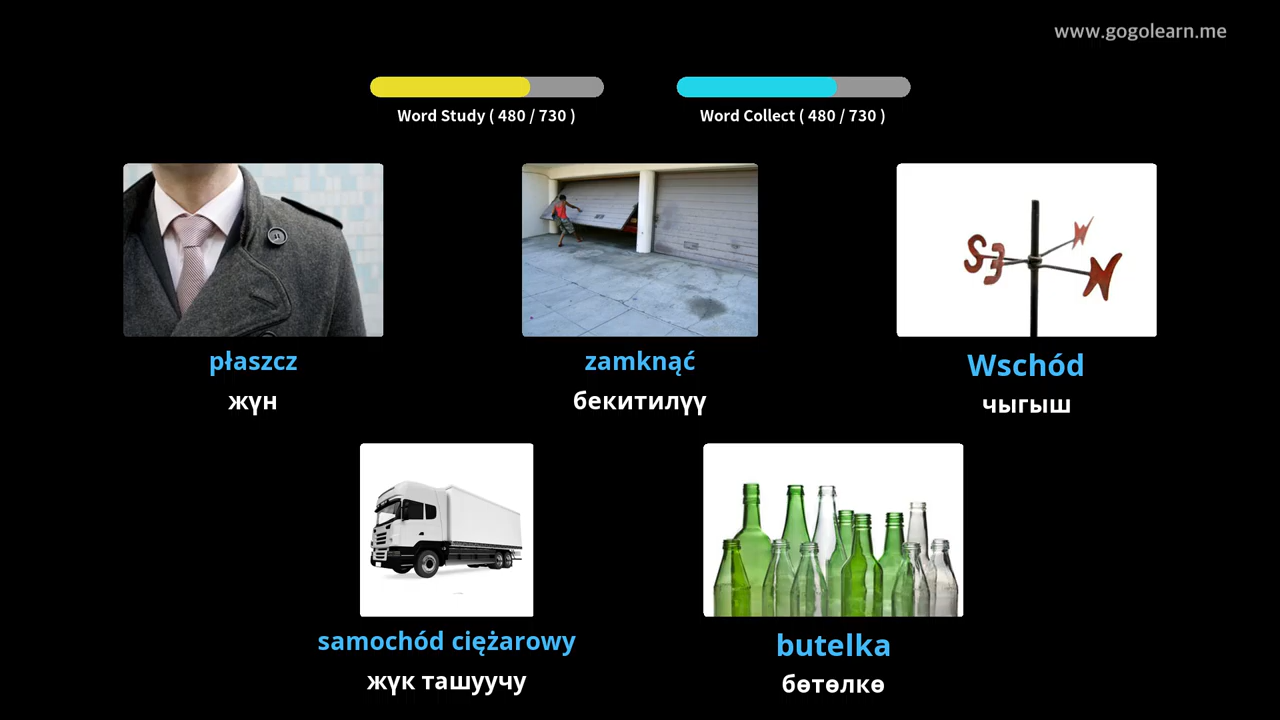 www.gogolearn.me
Word Study ( 480 / 730 )
Word Collect ( 480 / 730 )
płaszcz
жүн
zamknąć
бекитилүү
Wschód
чыгыш
samochód ciężarowy
жүк ташуучу
butelka
бөтөлкө